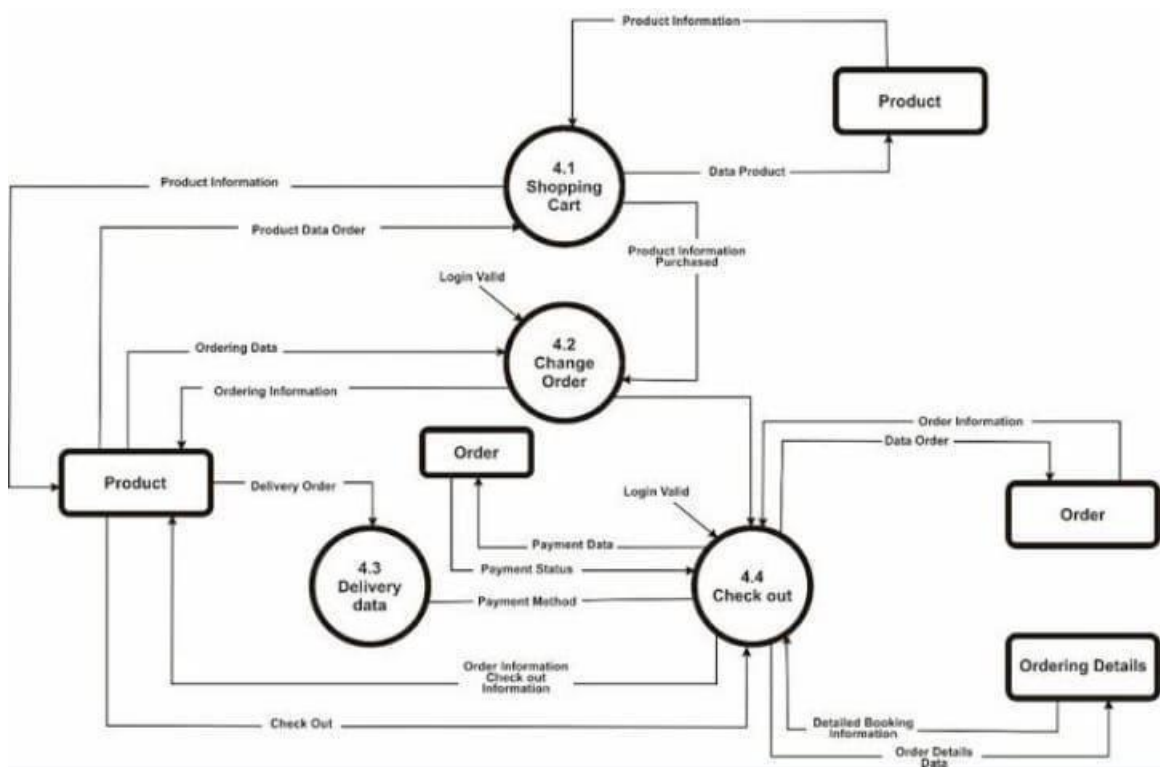 Product Information
Product
4.1
Shopping
Cart
Product Information
Data Product
Product Data Order
Product Information
Purchased
Login Valid
4.2
Change
Order
Ordering Data
Ordering Information
Order Information
Data Order
Order
Product
Delivery Order
Login Valid
Order
Payment Data
4.3
Delivery
data
Payment Status
4.4
Check out
Payment Method
Order Information
Check out
Information
Ordering Details
Check Out
Detailed Booking
Information
Order Details
Data